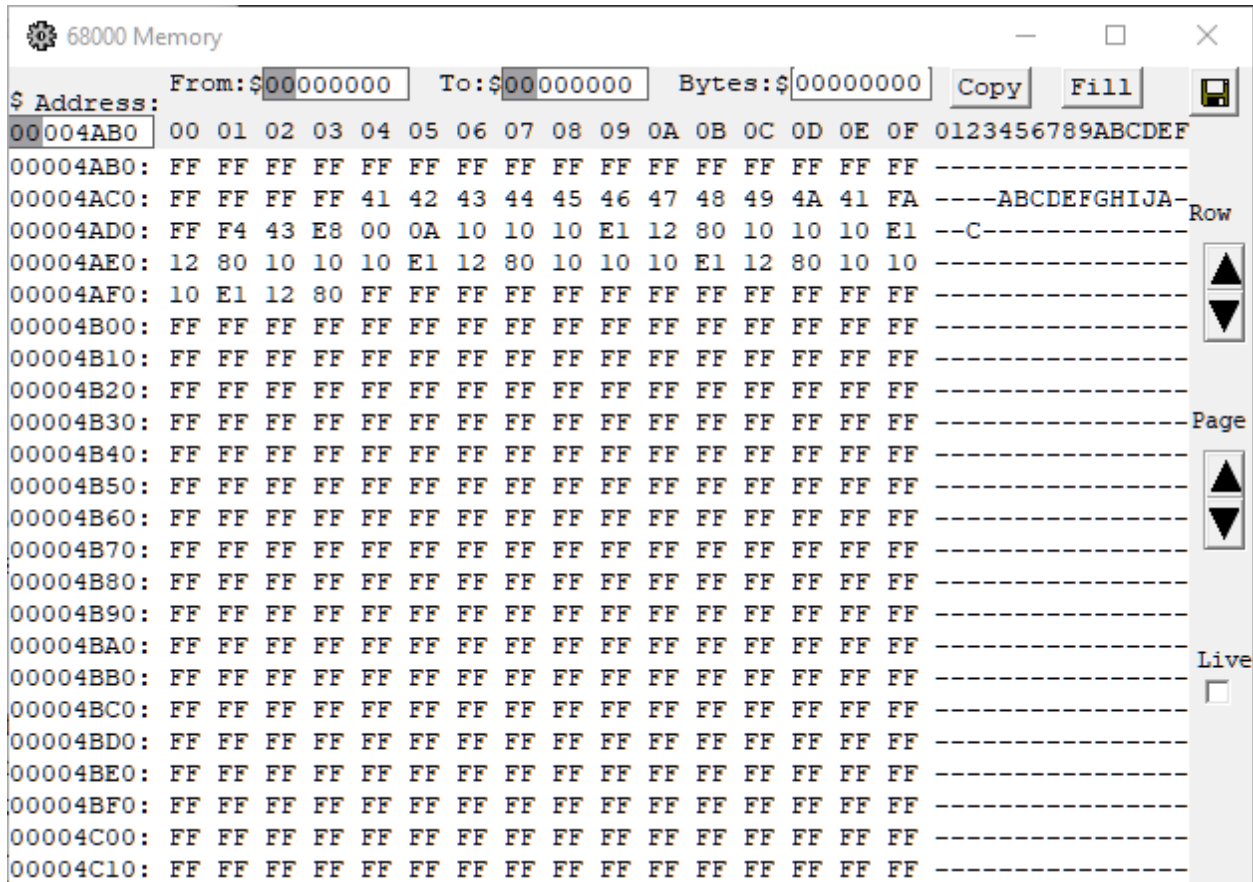 68000 Memory
From:$00000000 To:$00000000 Bytes:$00000000 Copy Fill
$ Address:
00004AB0 00 01 02 03 04 05 06 07 08 09 0A 0B 0C 0D 0E 0F 0123456789ABCDEF
00004AB0: FF FF FF FF FF FF FF FF FF FF FF FF FF FF FF FF ----------------
00004AC0: FF FF FF FF 41 42 43 44 45 46 47 48 49 4A 41 FA ----ABCDEFGHIJA-
Row
00004AD0: FF F4 43 E8 00 0A 10 10 10 E1 12 80 10 10 10 E1 --C-------------
00004AE0: 12 80 10 10 10 E1 12 80 10 10 10 E1 12 80 10 10 ----------------
00004AF0: 10 E1 12 80 FF FF FF FF FF FF FF FF FF FF FF FF ----------------
00004B00: FF FF FF FF FF FF FF FF FF FF FF FF FF FF FF FF ----------------
00004B10: FF FF FF FF FF FF FF FF FF FF FF FF FF FF FF FF ----------------
00004B20: FF FF FF FF FF FF FF FF FF FF FF FF FF FF FF FF ----------------
00004B30: FF FF FF FF FF FF FF FF FF FF FF FF FF FF FF FF ----------------
Page
00004B40: FF FF FF FF FF FF FF FF FF FF FF FF FF FF FF FF ----------------
00004B50: FF FF FF FF FF FF FF FF FF FF FF FF FF FF FF FF ----------------
00004B60: FF FF FF FF FF FF FF FF FF FF FF FF FF FF FF FF ----------------
00004B70: FF FF FF FF FF FF FF FF FF FF FF FF FF FF FF FF ----------------
00004B80: FF FF FF FF FF FF FF FF FF FF FF FF FF FF FF FF ----------------
00004B90: FF FF FF FF FF FF FF FF FF FF FF FF FF FF FF FF ----------------
00004BA0: FF FF FF FF FF FF FF FF FF FF FF FF FF FF FF FF ----------------
Live
00004BB0: FF FF FF FF FF FF FF FF FF FF FF FF FF FF FF FF ----------------
00004BC0: FF FF FF FF FF FF FF FF FF FF FF FF FF FF FF FF ----------------
00004BD0: FF FF FF FF FF FF FF FF FF FF FF FF FF FF FF FF ----------------
00004BE0: FF FF FF FF FF FF FF FF FF FF FF FF FF FF FF FF ----------------
00004BF0: FF FF FF FF FF FF FF FF FF FF FF FF FF FF FF FF ----------------
00004C00: FF FF FF FF FF FF FF FF FF FF FF FF FF FF FF FF ----------------
00004C10: FF FF FF FF FF FF FF FF FF FF FF FF FF FF FF FF ----------------